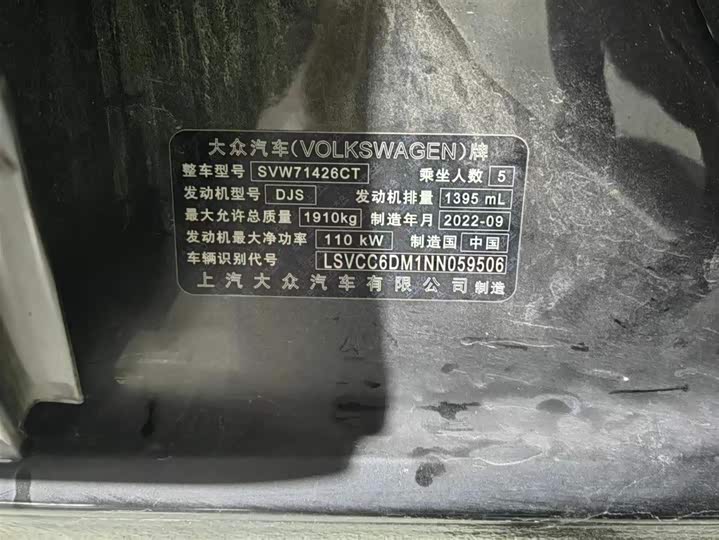 大众汽车(VOLKSWAGEN)牌
整车型号 SVW71426CT 乘坐人数 5
发动机型号 DJS 发动机排量 1395 mL
最大允许总质量 1910kg 制造年月 2022-09
发动机最大净功率 110 kW 制造国 中国
车辆识别代号 LSVCC6DM1NN059506
上汽大众汽车有限公司 制造